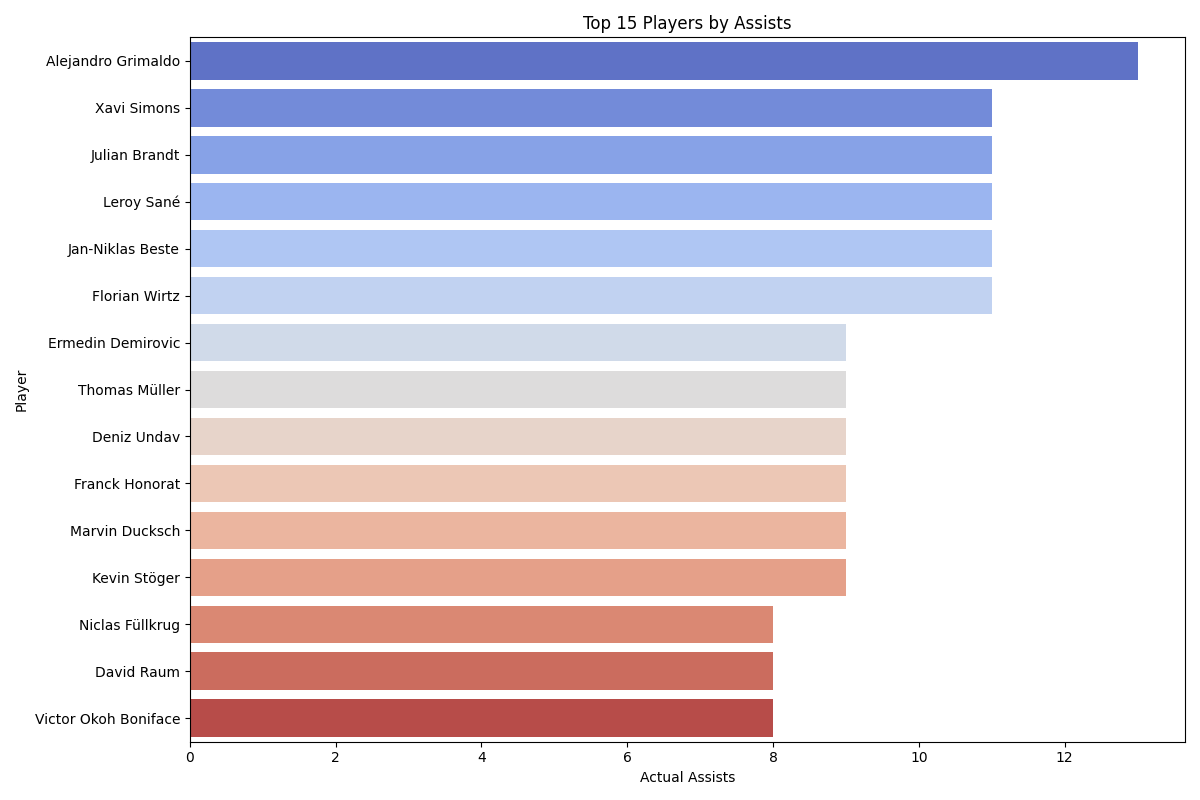 Top 15 Players by Assists
Alejandro Grimaldo
Xavi Simons
Julian Brandt
Leroy Sané
Jan-Niklas Beste
Florian Wirtz
Ermedin Demirovic
Thomas Müller
Deniz Undav
Franck Honorat
Marvin Ducksch
Kevin Stöger
Niclas Füllkrug
David Raum
Victor Okoh Boniface
Player
0 2 4 6 8 10 12
Actual Assists